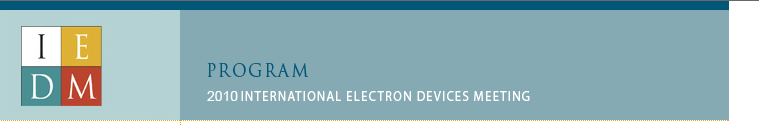 I E
D M
PROGRAM
2010 INTERNATIONAL ELECTRON DEVICES MEETING